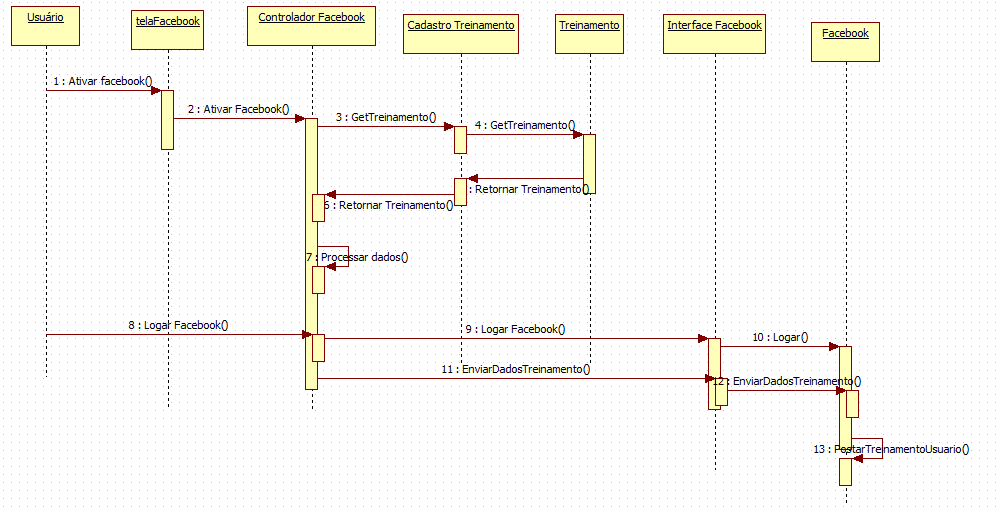 Usuário
telaFacebook
Controlador Facebook
Cadastro Treinamento
Treinamento
Interface Facebook
Facebook
1 : Ativar facebook()
2 : Ativar Facebook()
3 : GetTreinamento()
4 : GetTreinamento()
: Retornar Treinamento()
6 : Retornar Treinamento()
7 : Processar dados()
8 : Logar Facebook()
9 : Logar Facebook()
10 : Logar()
11 : EnviarDadosTreinamento()
12 : EnviarDadosTreinamento()
13 : PostarTreinamentoUsuario()